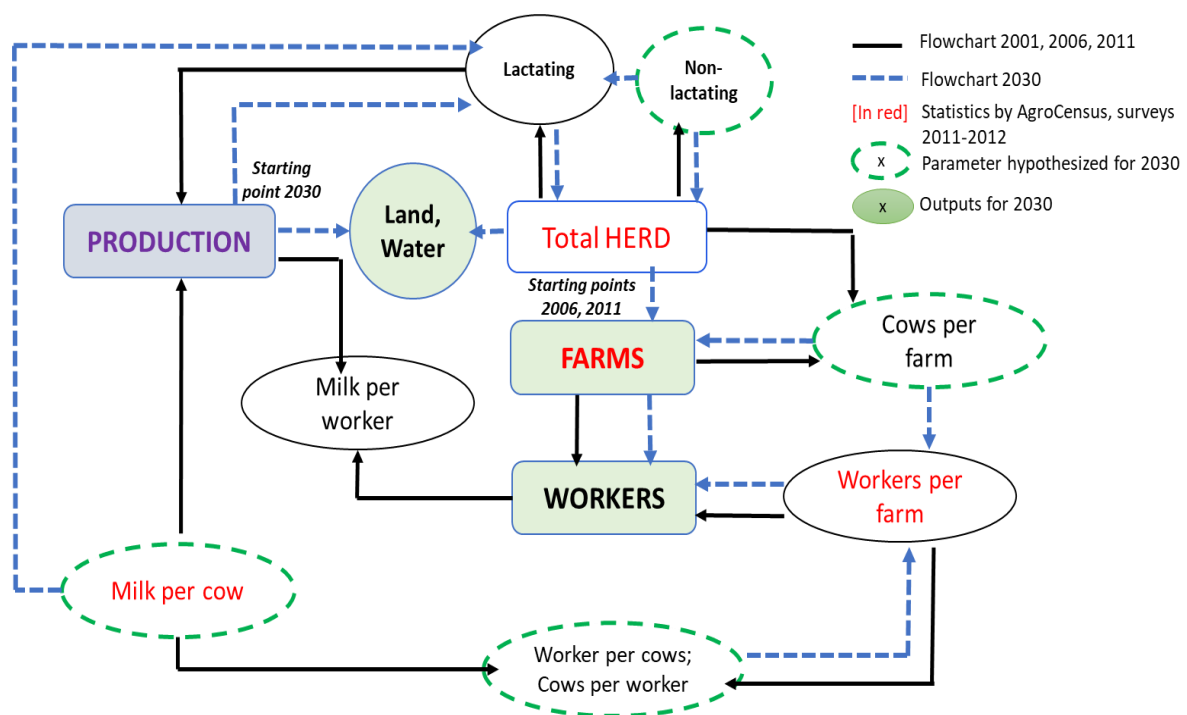 Lactating
Non-
lactating
Flowchart 2001, 2006, 2011
Flowchart 2030
[In red] Statistics by AgroCensus, surveys
2011-2012
x Parameter hypothesized for 2030
x Outputs for 2030
Starting
point 2030
PRODUCTION
Land,
Water
Total HERD
Starting points
2006, 2011
FARMS
Cows per
farm
Milk per
worker
WORKERS
Workers per
farm
Milk per cow
Worker per cows;
Cows per worker